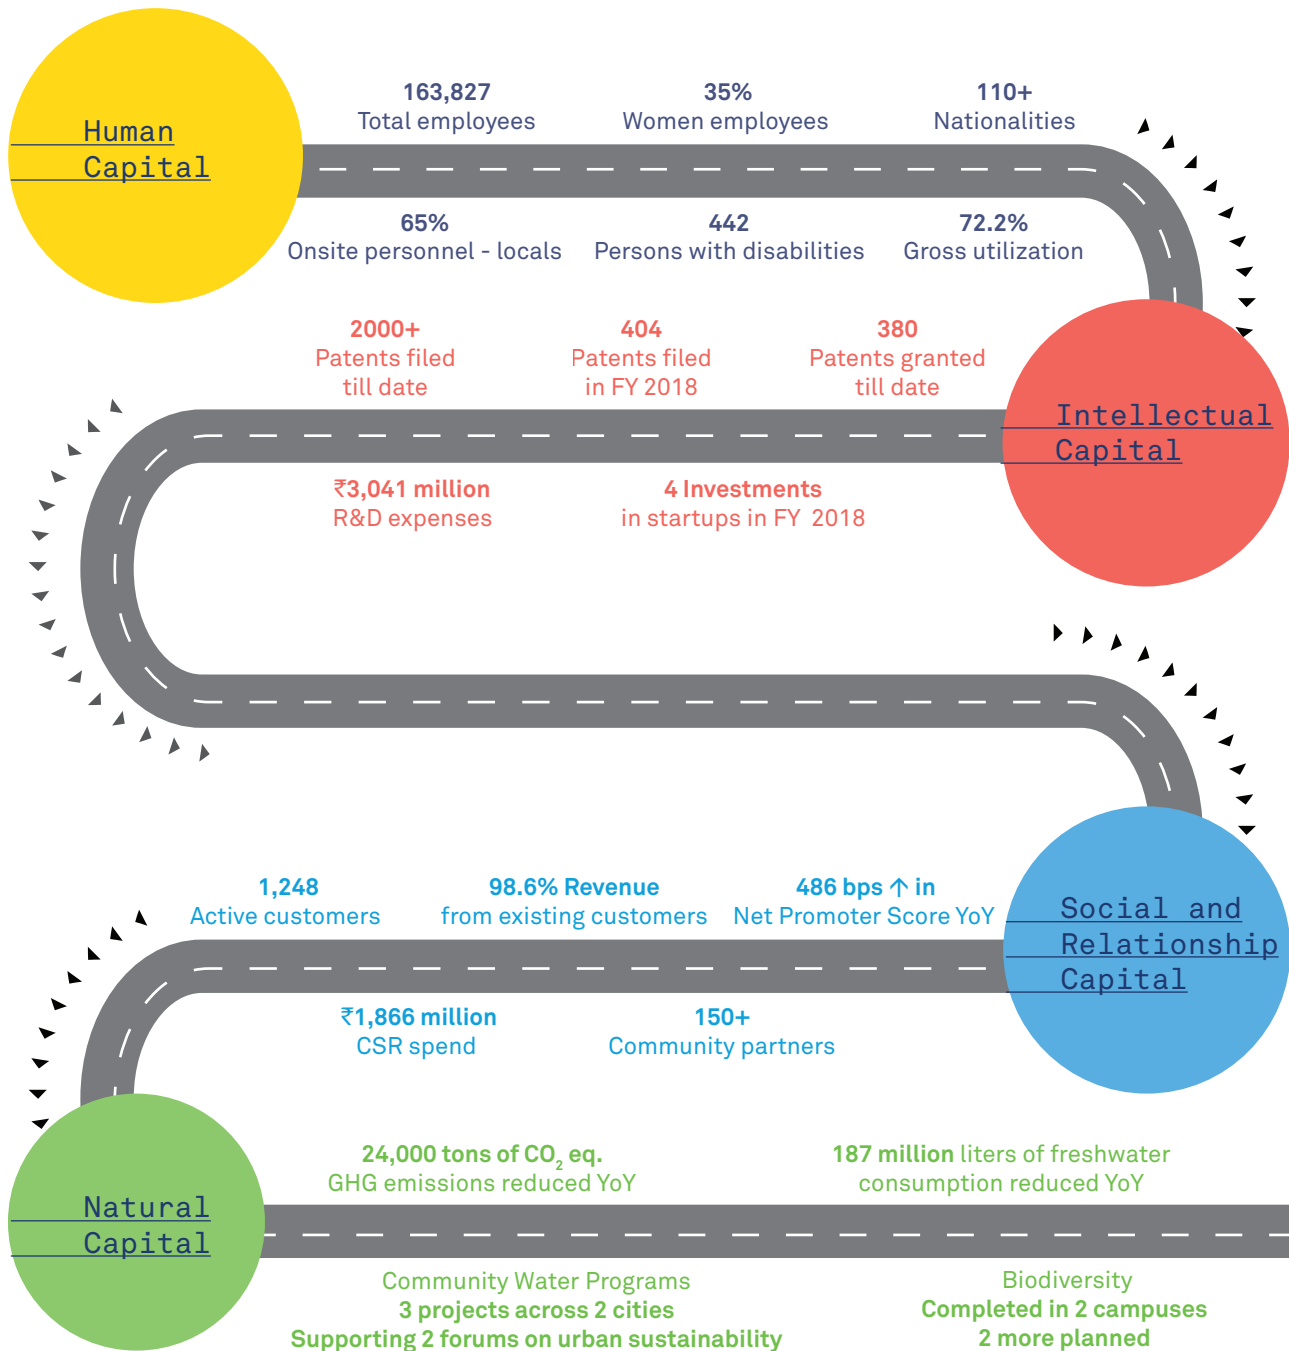 Human
Capital
163,827
Total employees
35%
Women employees
110+
Nationalities
65%
Onsite personnel - locals
442
Persons with disabilities
72.2%
Gross utilization
Intellectual
Capital
2000+
Patents filed
till date
404
Patents filed
in FY 2018
380
Patents granted
till date
₹3,041 million
R&D expenses
4 Investments
in startups in FY 2018
Social and
Relationship
Capital
1,248
Active customers
98.6% Revenue
from existing customers
486 bps ↑ in
Net Promoter Score YoY
₹1,866 million
CSR spend
150+
Community partners
Natural
Capital
24,000 tons of CO₂ eq.
GHG emissions reduced YoY
187 million liters of freshwater
consumption reduced YoY
Community Water Programs
3 projects across 2 cities
Supporting 2 forums on urban sustainability
Biodiversity
Completed in 2 campuses
2 more planned